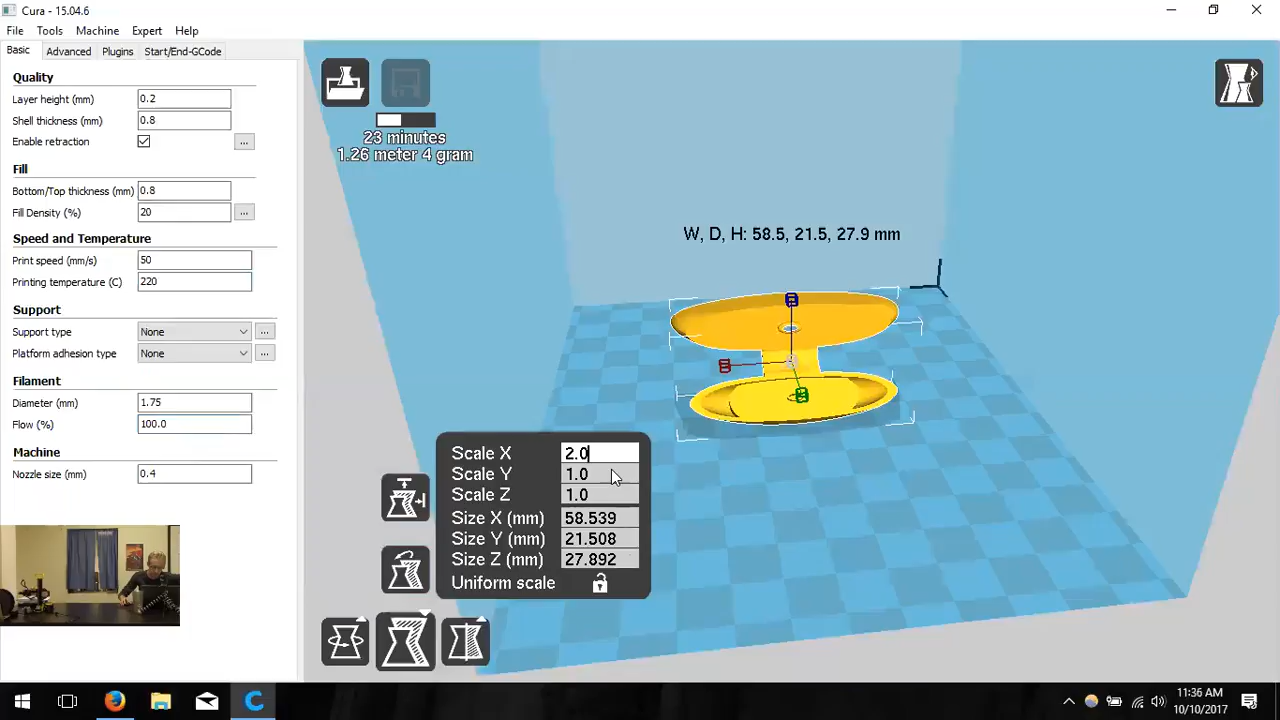 Cura - 15.04.6
File Tools Machine Expert Help
Basic Advanced Plugins Start/End-GCode
Quality
Layer height (mm) 0.2
Shell thickness (mm) 0.8
Enable retraction ...
Fill
Bottom/Top thickness (mm) 0.8
Fill Density (%) 20 ...
Speed and Temperature
Print speed (mm/s) 50
Printing temperature (C) 220
Support
Support type None ...
Platform adhesion type None ...
Filament
Diameter (mm) 1.75
Flow (%) 100.0
Machine
Nozzle size (mm) 0.4
23 minutes
1.26 meter 4 gram
W, D, H: 58.5, 21.5, 27.9 mm
Scale X 2.0
Scale Y 1.0
Scale Z 1.0
Size X (mm) 58.539
Size Y (mm) 21.508
Size Z (mm) 27.892
Uniform scale
11:36 AM
10/10/2017